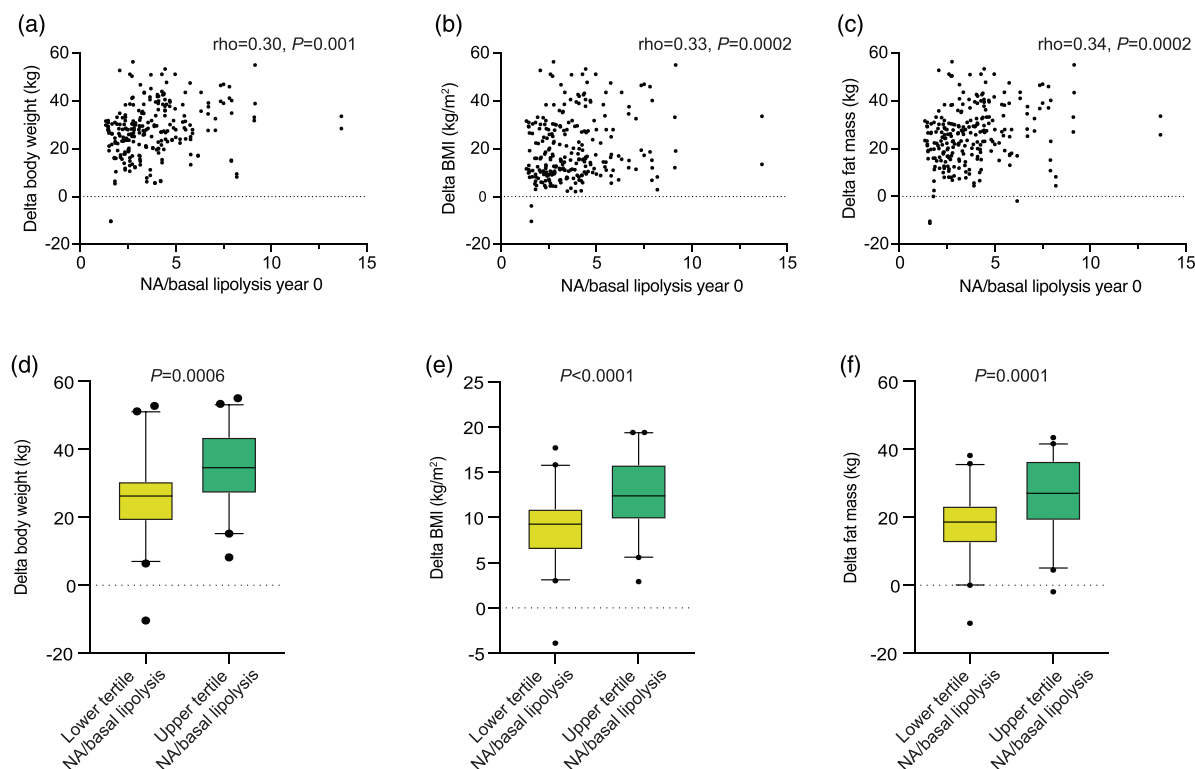 (a)
rho=0.30, P=0.001
Delta body weight (kg)
60
40
20
0
-20
0
5
10
15
NA/basal lipolysis year 0
(b)
rho=0.33, P=0.0002
Delta BMI (kg/m²)
60
40
20
0
-20
0
5
10
15
NA/basal lipolysis year 0
(c)
rho=0.34, P=0.0002
Delta fat mass (kg)
60
40
20
0
-20
0
5
10
15
NA/basal lipolysis year 0
(d)
P=0.0006
Delta body weight (kg)
60
40
20
0
-20
Lower tertile
NA/basal lipolysis
Upper tertile
NA/basal lipolysis
(e)
P<0.0001
Delta BMI (kg/m²)
25
20
15
10
5
0
-5
Lower tertile
NA/basal lipolysis
Upper tertile
NA/basal lipolysis
(f)
P=0.0001
Delta fat mass (kg)
60
40
20
0
-20
Lower tertile
NA/basal lipolysis
Upper tertile
NA/basal lipolysis